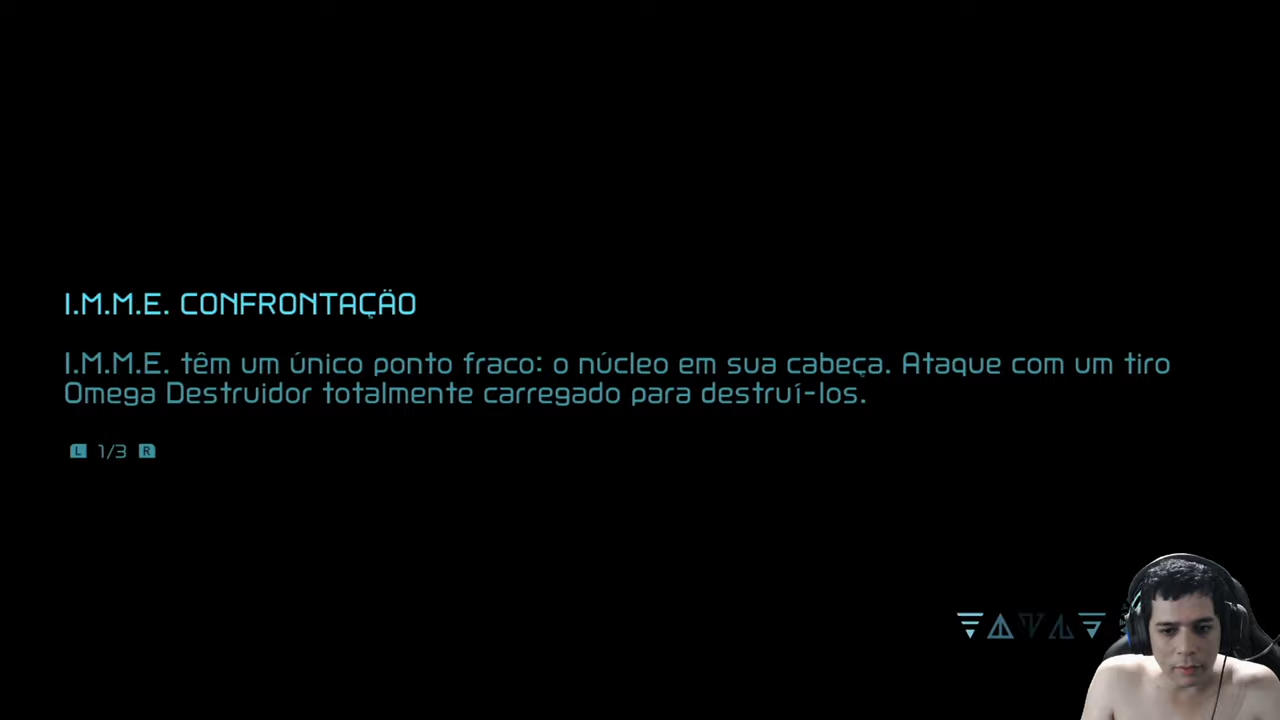 I.M.M.E. CONFRONTAÇÃO
I.M.M.E. têm um único ponto fraco: o núcleo em sua cabeça. Ataque com um tiro
Omega Destruidor totalmente carregado para destruí-los.
L 1/3 R